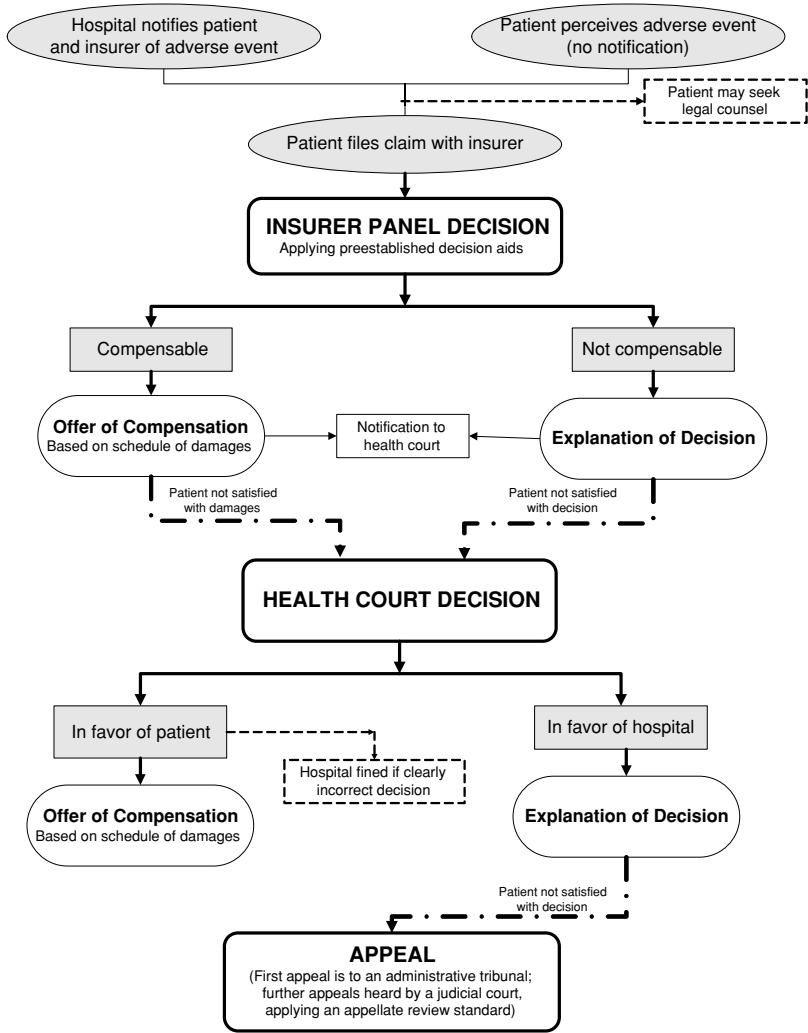 Hospital notifies patient
and insurer of adverse event
Patient perceives adverse event
(no notification)
Patient may seek
legal counsel
Patient files claim with insurer
INSURER PANEL DECISION
Applying preestablished decision aids
Compensable
Not compensable
Offer of Compensation
Based on schedule of damages
Notification to
health court
Explanation of Decision
Patient not satisfied
with damages
Patient not satisfied
with decision
HEALTH COURT DECISION
In favor of patient
In favor of hospital
Hospital fined if clearly
incorrect decision
Offer of Compensation
Based on schedule of damages
Explanation of Decision
Patient not satisfied
with decision
APPEAL
(First appeal is to an administrative tribunal;
further appeals heard by a judicial court,
applying an appellate review standard)